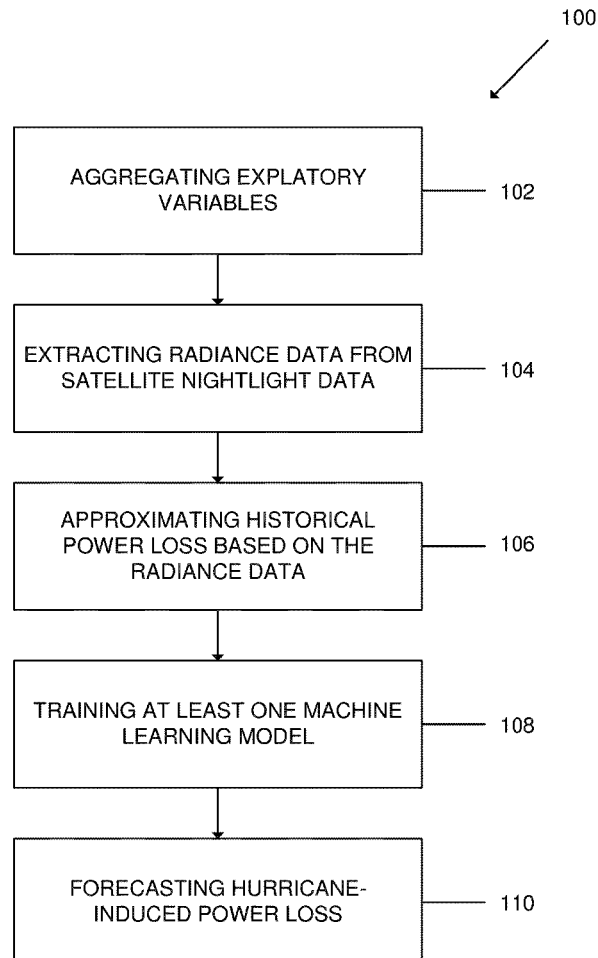 100
AGGREGATING EXPLATORY
VARIABLES
102
EXTRACTING RADIANCE DATA FROM
SATELLITE NIGHTLIGHT DATA
104
APPROXIMATING HISTORICAL
POWER LOSS BASED ON THE
RADIANCE DATA
106
TRAINING AT LEAST ONE MACHINE
LEARNING MODEL
108
FORECASTING HURRICANE-
INDUCED POWER LOSS
110